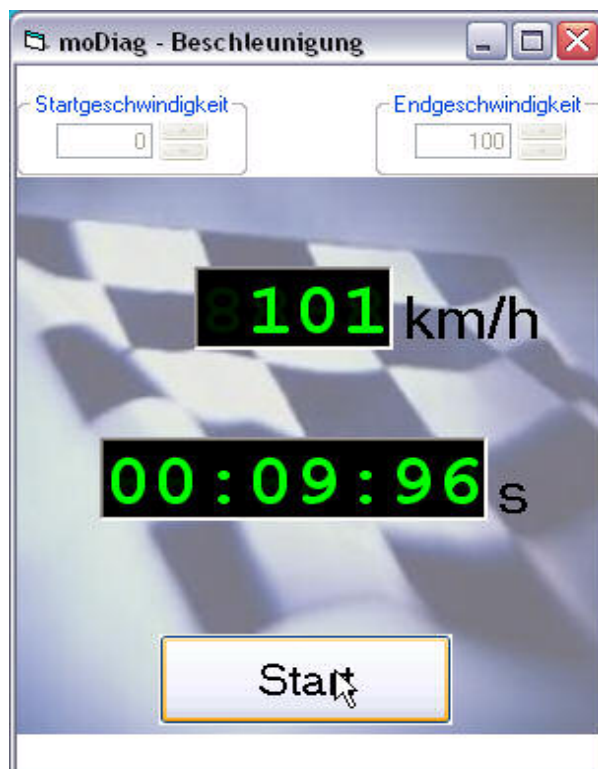 moDiag - Beschleunigung
Startgeschwindigkeit
Endgeschwindigkeit
0
100
101 km/h
00:09:96 s
Start